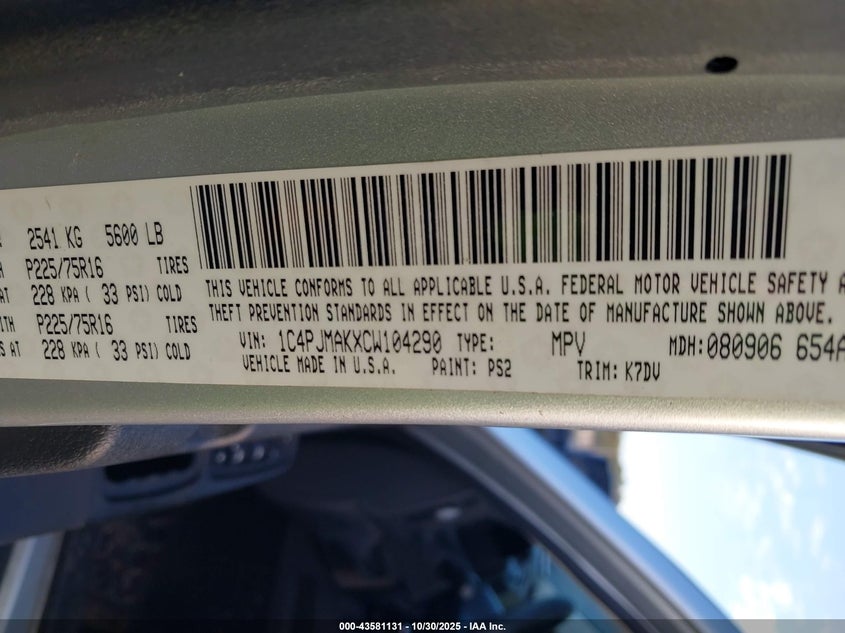 2541 KG 5600 LB
P225/75R16 TIRES
AT 228 KPA ( 33 PSI) COLD
P225/75R16 TIRES
AT 228 KPA ( 33 PSI) COLD
THIS VEHICLE CONFORMS TO ALL APPLICABLE U.S.A. FEDERAL MOTOR VEHICLE SAFETY A
THEFT PREVENTION STANDARDS IN EFFECT ON THE DATE OF MANUFACTURE SHOWN ABOVE.
VIN: 1C4PJMAKXCW104290 TYPE: MPV MDH: 080906 654A
VEHICLE MADE IN U.S.A. PAINT: PS2 TRIM: K7DV
000-43581131 - 10/30/2025 - IAA Inc.